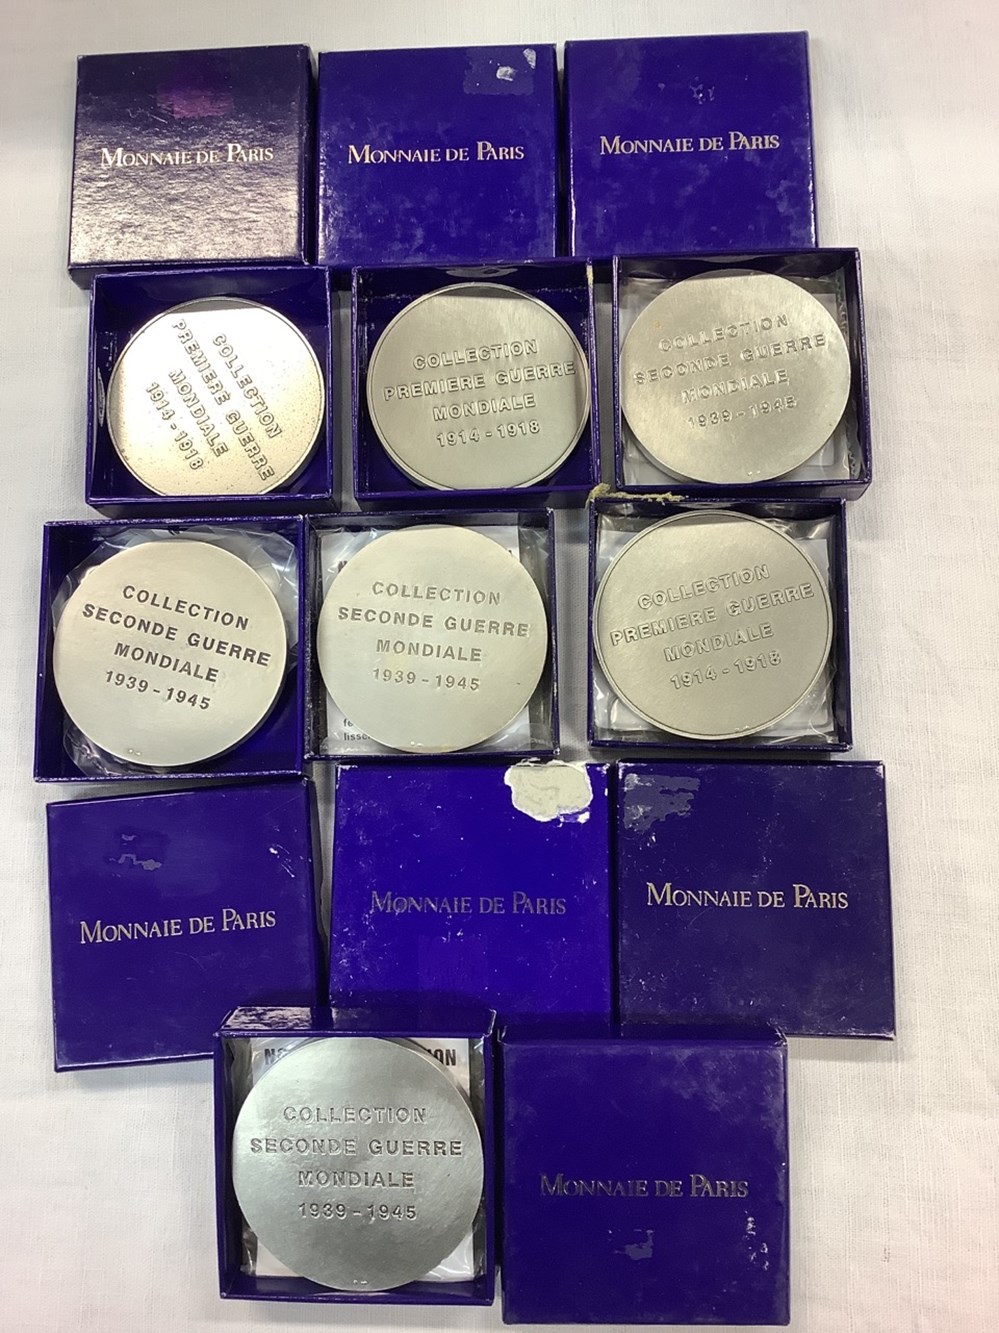 MONNAIE DE PARIS
MONNAIE DE PARIS
MONNAIE DE PARIS
COLLECTION
PREMIERE GUERRE
MONDIALE
1914-1918
COLLECTION
PREMIERE GUERRE
MONDIALE
1914-1918
COLLECTION
SECONDE GUERRE
MONDIALE
1939-1945
COLLECTION
SECONDE GUERRE
MONDIALE
1939-1945
COLLECTION
SECONDE GUERRE
MONDIALE
1939-1945
COLLECTION
PREMIERE GUERRE
MONDIALE
1914-1918
MONNAIE DE PARIS
MONNAIE DE PARIS
MONNAIE DE PARIS
COLLECTION
SECONDE GUERRE
MONDIALE
1939-1945
MONNAIE DE PARIS